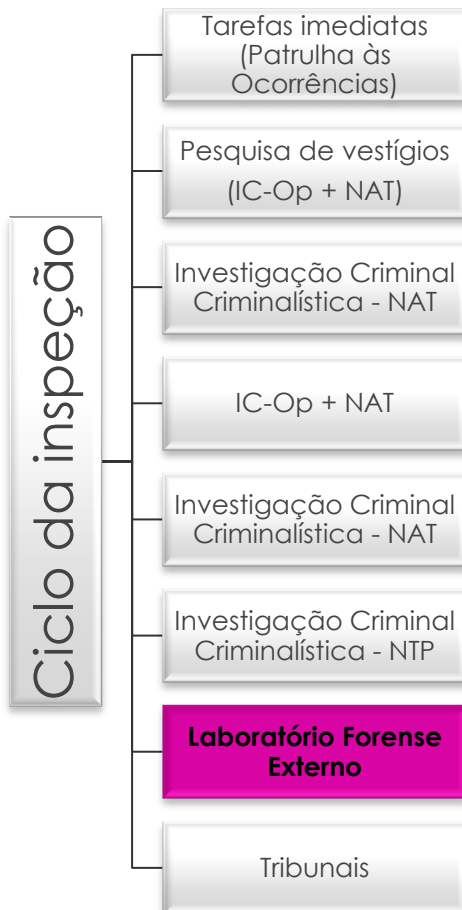 Ciclo da inspeção
Tarefas imediatas
(Patrulha às
Ocorrências)
Pesquisa de vestígios
(IC-Op + NAT)
Investigação Criminal
Criminalística - NAT
IC-Op + NAT
Investigação Criminal
Criminalística - NAT
Investigação Criminal
Criminalística - NTP
Laboratório Forense
Externo
Tribunais